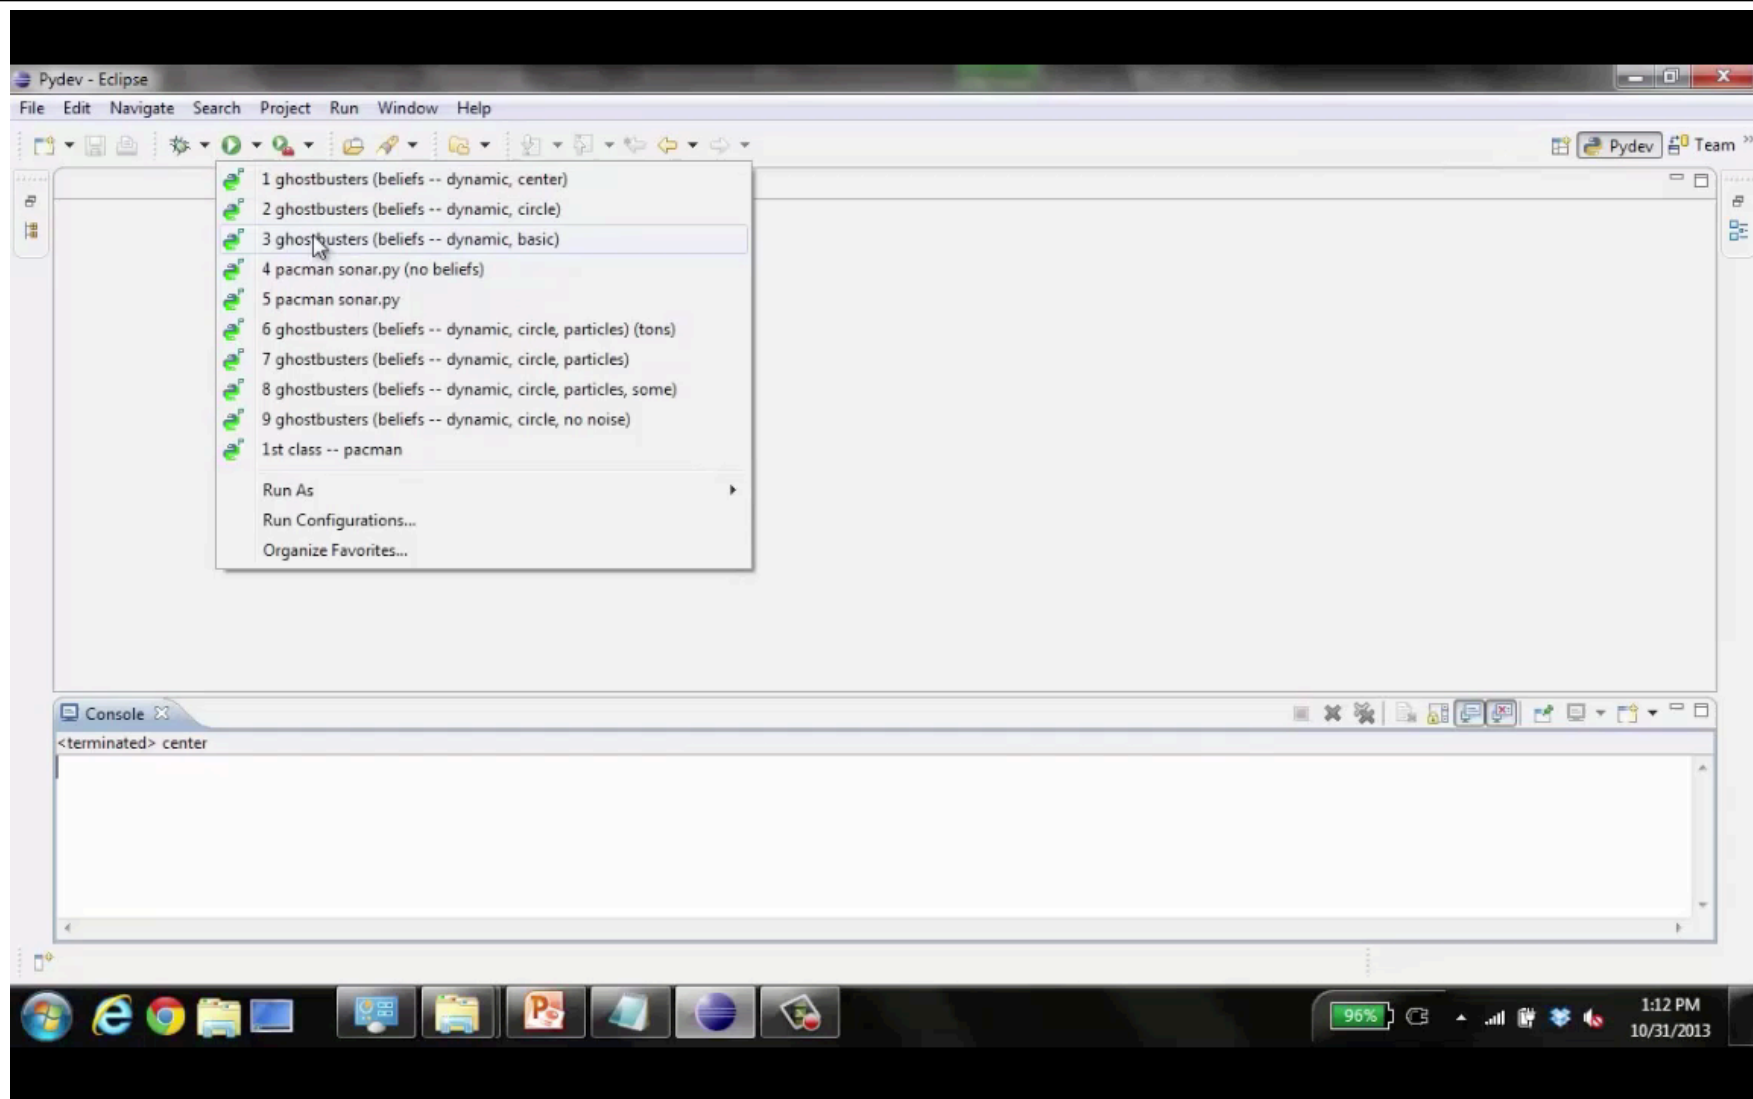 Pydev - Eclipse
File Edit Navigate Search Project Run Window Help
Pydev Team
1 ghostbusters (beliefs -- dynamic, center)
2 ghostbusters (beliefs -- dynamic, circle)
3 ghostbusters (beliefs -- dynamic, basic)
4 pacman sonar.py (no beliefs)
5 pacman sonar.py
6 ghostbusters (beliefs -- dynamic, circle, particles) (tons)
7 ghostbusters (beliefs -- dynamic, circle, particles)
8 ghostbusters (beliefs -- dynamic, circle, particles, some)
9 ghostbusters (beliefs -- dynamic, circle, no noise)
1st class -- pacman
Run As
Run Configurations...
Organize Favorites...
Console
<terminated> center
96%
1:12 PM
10/31/2013